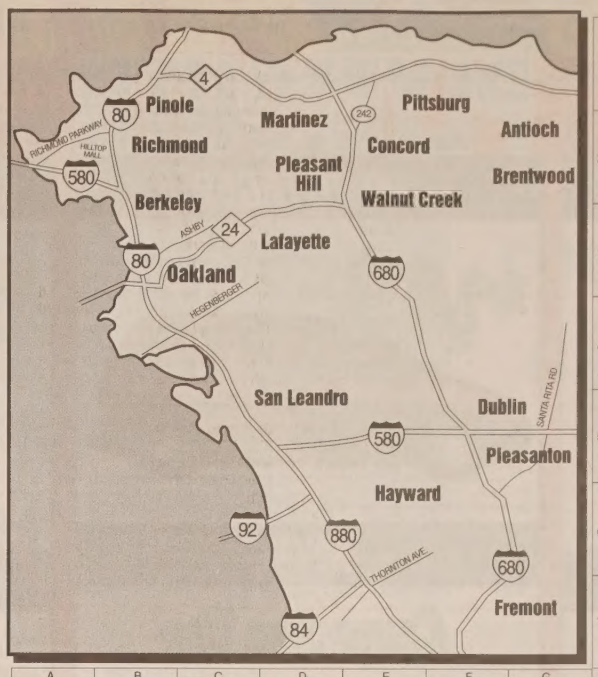 4
80
Pinole
242
Pittsburg
Martinez
Antioch
RICHMOND PARKWAY
HILLTOP
MALL
Richmond
Concord
Pleasant
Hill
580
Brentwood
Berkeley
Walnut Creek
ASHBY
24
Lafayette
80
Oakland
680
HEGENBERGER
San Leandro
Dublin
SANTA RITA RD
580
Pleasanton
Hayward
92
880
THORNTON AVE.
680
Fremont
84
A B C D E F G